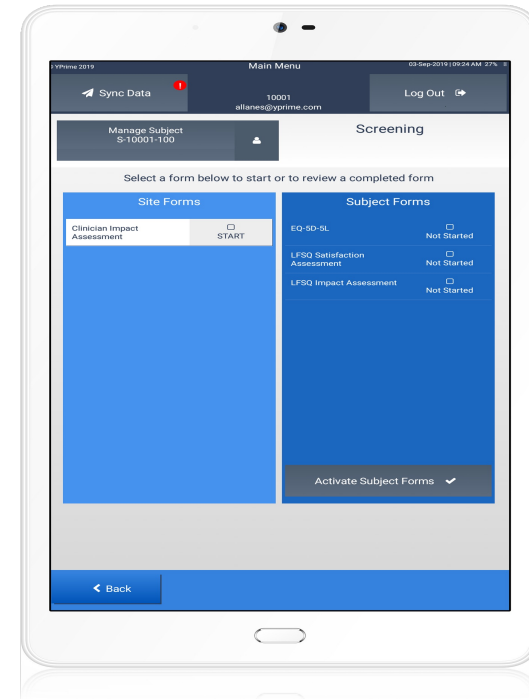 YPrime 2019
Main Menu
03-Sep-2019 | 09:24 AM 27%
Sync Data
!
10001
allanes@yprime.com
Log Out
Manage Subject
S-10001-100
Screening
Select a form below to start or to review a completed form
Site Forms
Clinician Impact
Assessment
START
Subject Forms
EQ-5D-5L
Not Started
LFSQ Satisfaction
Assessment
Not Started
LFSQ Impact Assessment
Not Started
Activate Subject Forms
Back